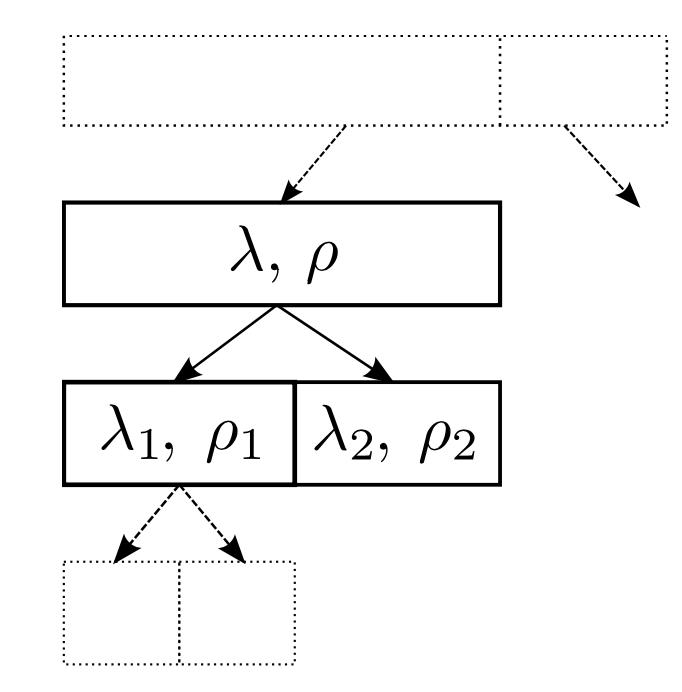 λ, ρ
λ₁, ρ₁ λ₂, ρ₂